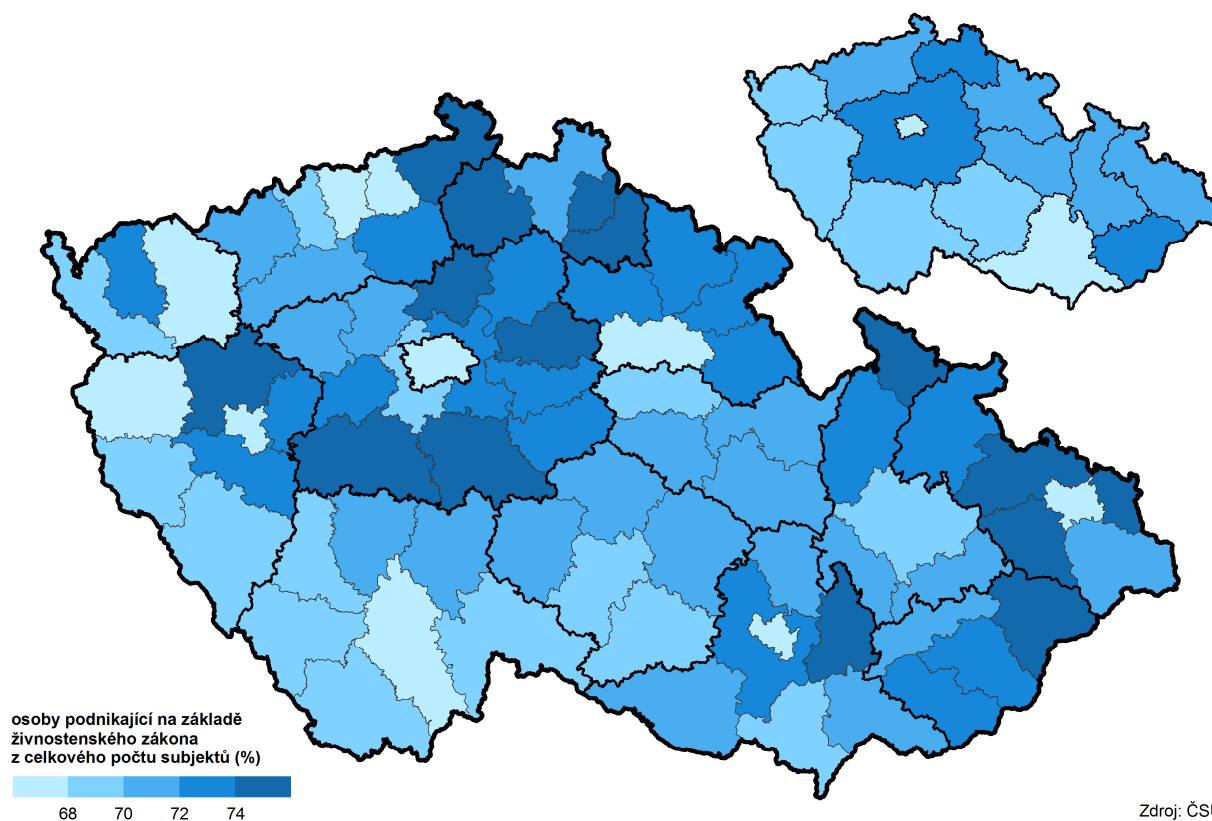 osoby podnikající na základě
živnostenského zákona
z celkového počtu subjektů (%)
68 70 72 74
Zdroj: ČSÚ